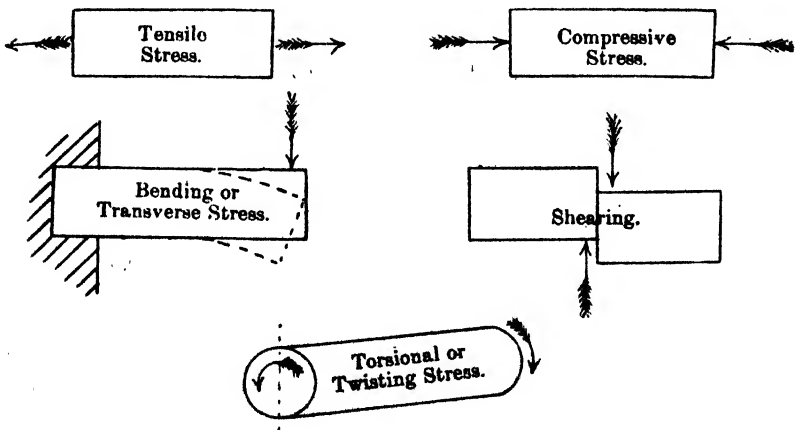 Tensile
Stress.
Compressive
Stress.
Bending or
Transverse Stress.
Shearing.
Torsional or
Twisting Stress.